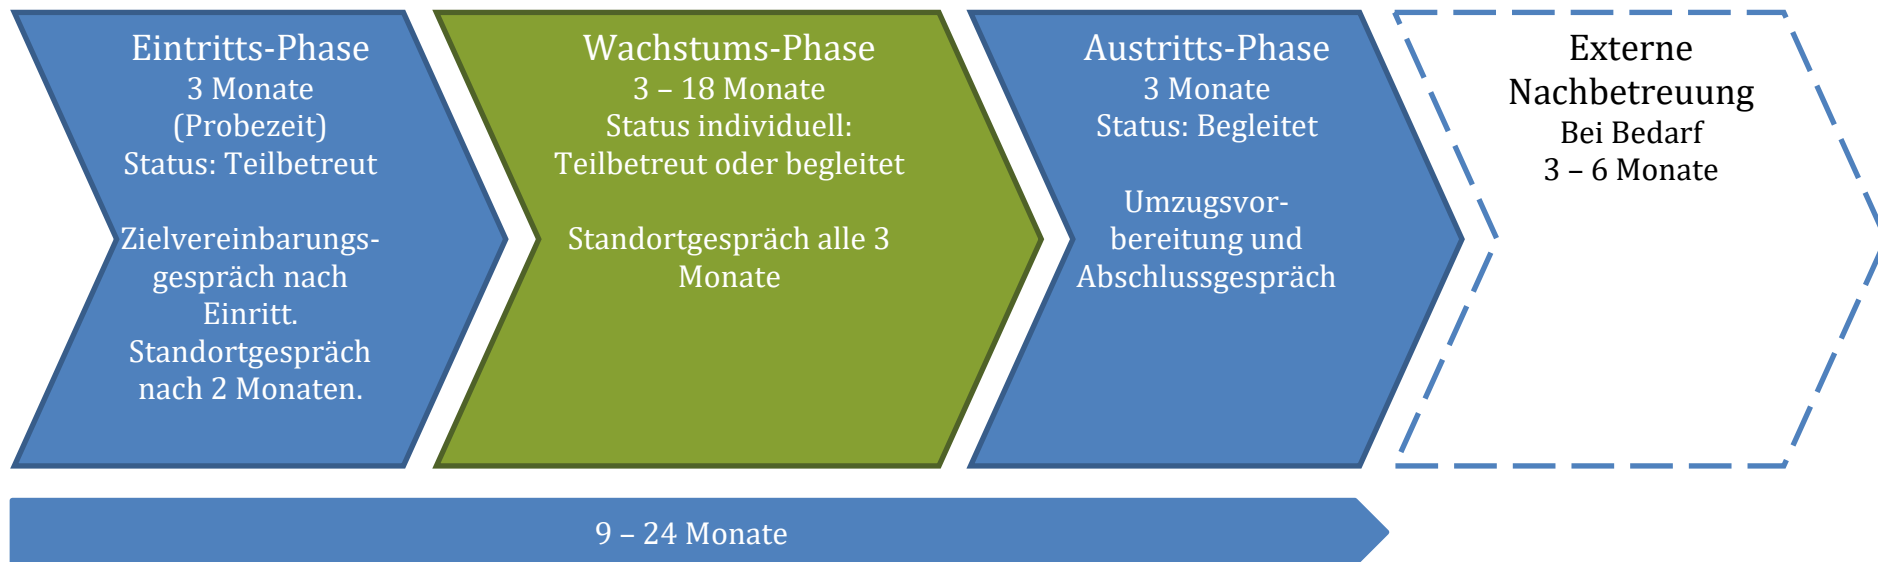 Eintritts-Phase
3 Monate
(Probezeit)
Status: Teilbetreut
Zielvereinbarungs-
gespräch nach
Einritt.
Standortgespräch
nach 2 Monaten.
Wachstums-Phase
3 – 18 Monate
Status individuell:
Teilbetreut oder begleitet
Standortgespräch alle 3
Monate
Austritts-Phase
3 Monate
Status: Begleitet
Umzugsvor-
bereitung und
Abschlussgespräch
Externe
Nachbetreuung
Bei Bedarf
3 – 6 Monate
9 – 24 Monate